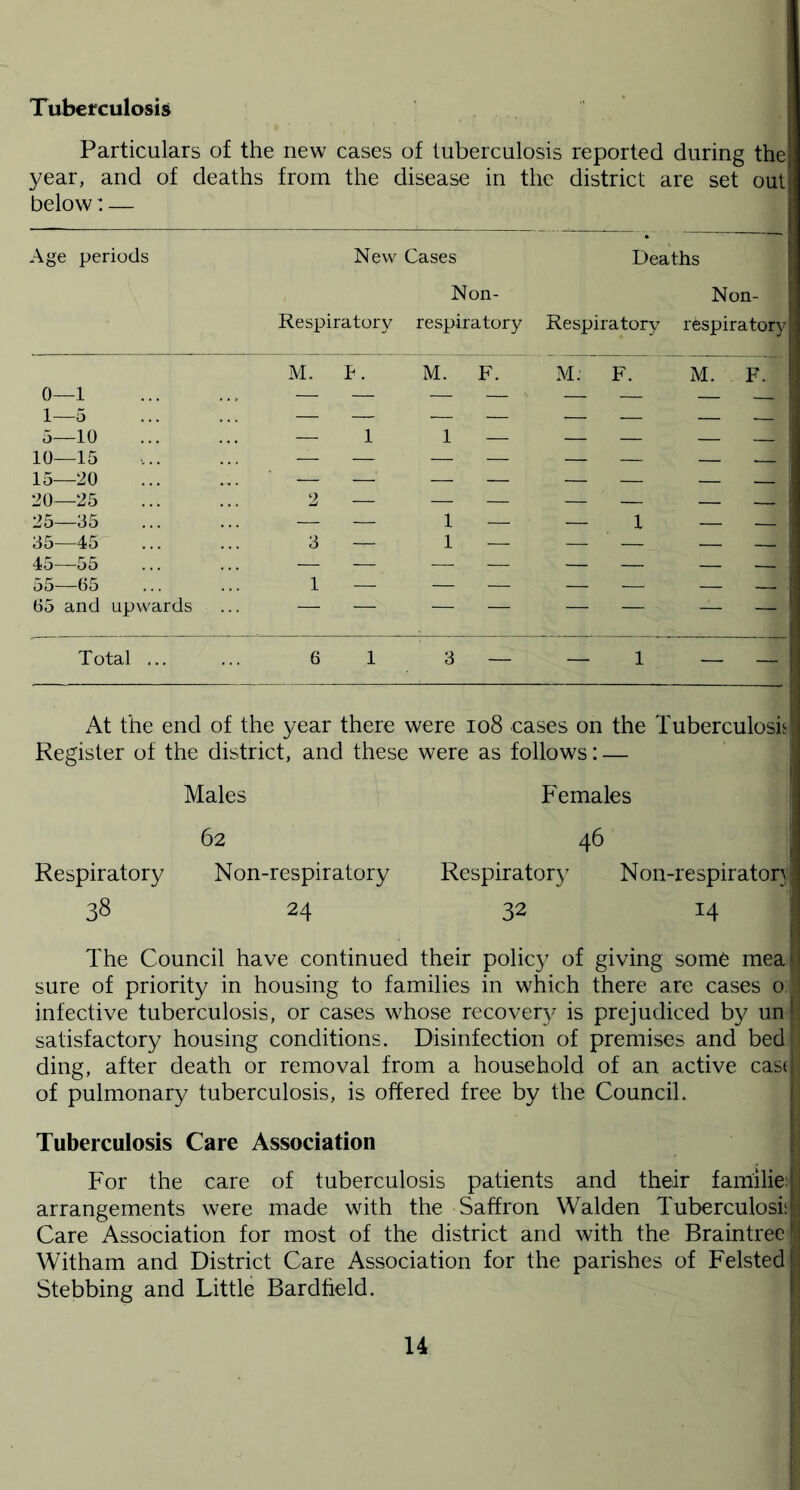 Tuberculosis
Particulars of the new cases of tuberculosis reported during the
year, and of deaths from the disease in the district are set out
below: —
Age periods New Cases Deaths
Non- Non-
Respiratory respiratory Respiratory respiratory
M. F. M. F. M. F. M. F.
0—1 ... ... — — — — — — — —
1—5 ... ... — — — — — — — —
5—10 ... ... — 1 1 — — — — —
10—15 ... ... — — — — — — — —
15—20 ... ... — — — — — — — —
20—25 ... ... 2 — — — — — — —
25—35 ... ... — — 1 — — 1 — —
35—45 ... ... 3 — 1 — — — — —
45—55 ... ... — — — — — — — —
55—65 ... ... 1 — — — — — — —
65 and upwards ... — — — — — — — —
Total ... ... 6 1 3 — — 1 — —
At the end of the year there were 108 cases on the Tuberculosis
Register of the district, and these were as follows: —
Males Females
62 46
Respiratory Non-respiratory Respiratory Non-respiratory
38 24 32 14
The Council have continued their policy of giving some mea
sure of priority in housing to families in which there are cases o
infective tuberculosis, or cases whose recovery is prejudiced by un
satisfactory housing conditions. Disinfection of premises and bed
ding, after death or removal from a household of an active case
of pulmonary tuberculosis, is offered free by the Council.
Tuberculosis Care Association
For the care of tuberculosis patients and their familie
arrangements were made with the Saffron Walden Tuberculosis
Care Association for most of the district and with the Braintree
Witham and District Care Association for the parishes of Felsted
Stebbing and Little Bardfield.
14